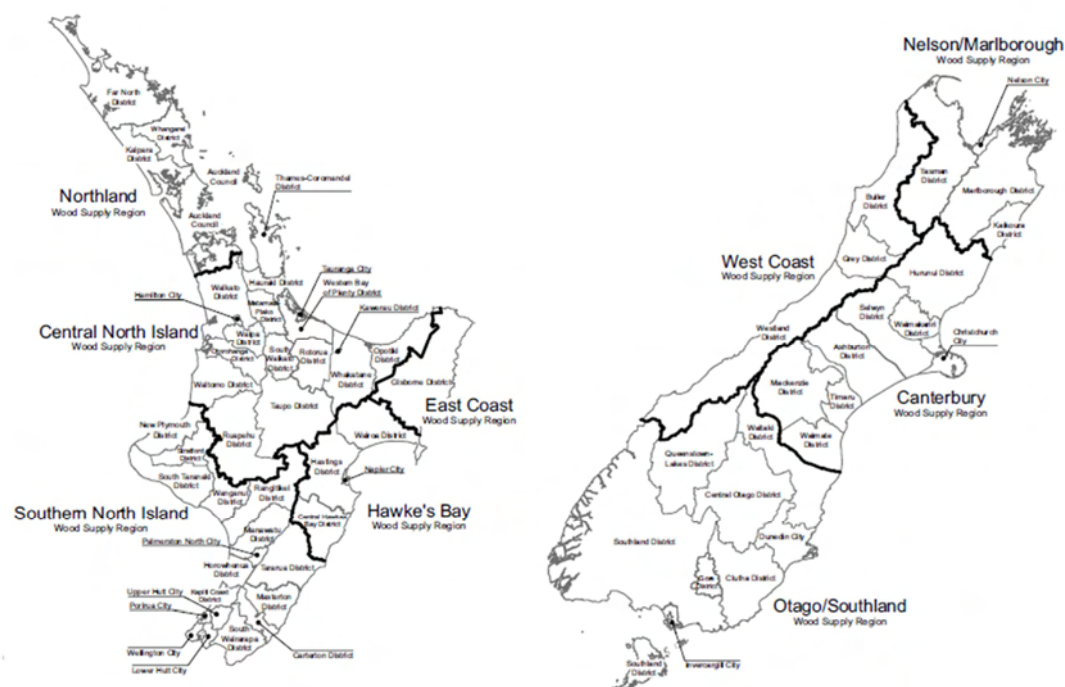 Far North
District
Whangarei
District
Kaipara
District
Auckland
Council
Thames-Coromandel
District
Northland
Wood Supply Region
Auckland
Council
Tauranga City
Western Bay
of Plenty District
Kawerau District
Hauraki District
Waikato
District
Matamata
Piako
District
Hamilton City
Central North Island
Wood Supply Region
Waipa
District
Otorohanga
District
South
Waikato
District
Rotorua
District
Opotiki
District
Whakatane
District
Gisborne District
Waitomo District
Taupo District
East Coast
Wood Supply Region
New Plymouth
District
Ruapehu
District
Wairoa District
Stratford
District
Hastings
District
Napier City
South Taranaki
District
Wanganui
District
Rangitikei
District
Southern North Island
Wood Supply Region
Central Hawkes
Bay District
Hawke's Bay
Wood Supply Region
Manawatu
District
Palmerston North City
Horowhenua
District
Tararua District
Upper Hutt City
Kapiti Coast
District
Porirua City
Masterton
District
South
Wairarapa
District
Wellington City
Lower Hutt City
Carterton District
Nelson/Marlborough
Wood Supply Region
Nelson City
Tasman
District
Marlborough District
Buller
District
Kaikoura
District
Grey District
Hurunui District
West Coast
Wood Supply Region
Selwyn
District
Waimakariri
District
Christchurch
City
Westland
District
Ashburton
District
Mackenzie
District
Timaru
District
Canterbury
Wood Supply Region
Waitaki
District
Waimate
District
Queenstown-
Lakes District
Central Otago District
Dunedin City
Southland District
Gore
District
Clutha District
Otago/Southland
Wood Supply Region
Southland
District
Invercargill City